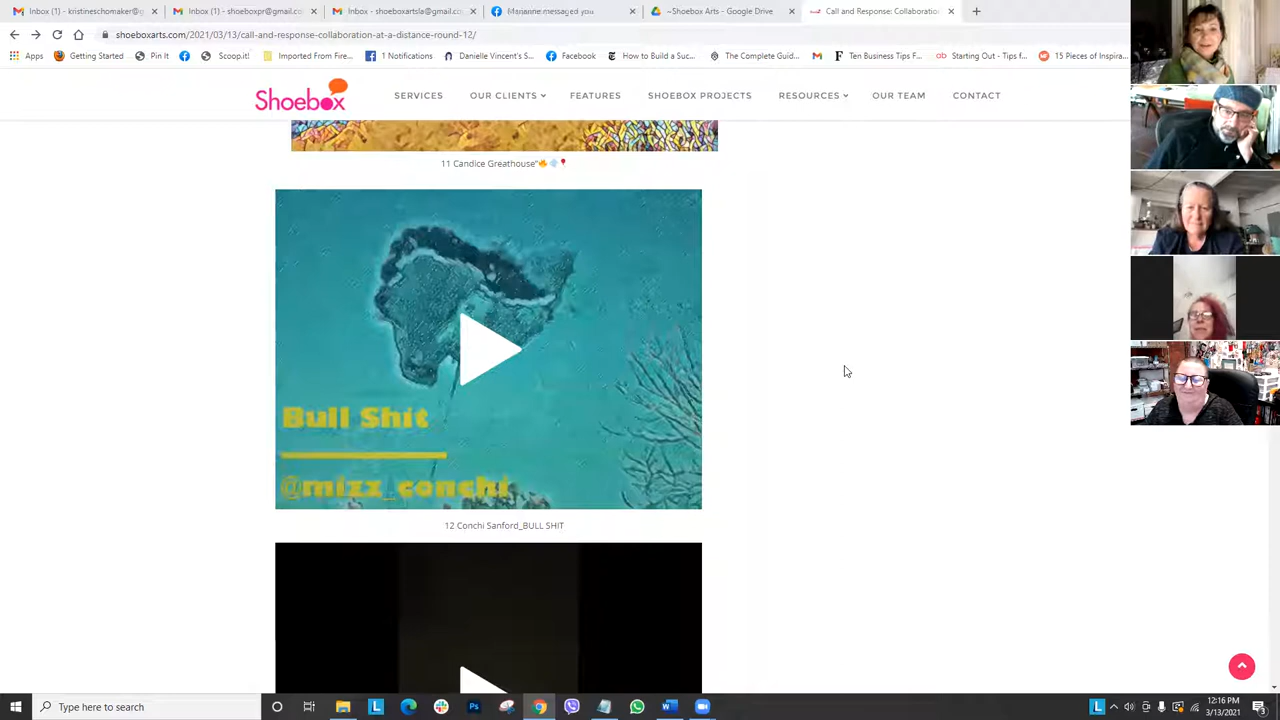 Inbox (1) - kristineschomaker@g
Inbox (1) - shoeboxpr@gmail.com
Inbox - shoeboxartsla@gmail.co
Marianne messaged you
~Shoebox Arts - Google Drive
Call and Response: Collaboratio
shoeboxarts.com/2021/03/13/call-and-response-collaboration-at-a-distance-round-12/
Apps
Getting Started
Pin It
Scoop.it!
Imported From Fire...
1 Notifications
Danielle Vincent's S...
Facebook
How to Build a Suc...
The Complete Guid...
Ten Business Tips F...
Starting Out - Tips f...
15 Pieces of Inspira...
Shoebox
SERVICES
OUR CLIENTS
FEATURES
SHOEBOX PROJECTS
RESOURCES
OUR TEAM
CONTACT
11 Candice Greathouse"🔥💨📍
Bull Shit
@mizz_conchi
12 Conchi Sanford_BULL SHIT
Type here to search
12:16 PM
3/13/2021